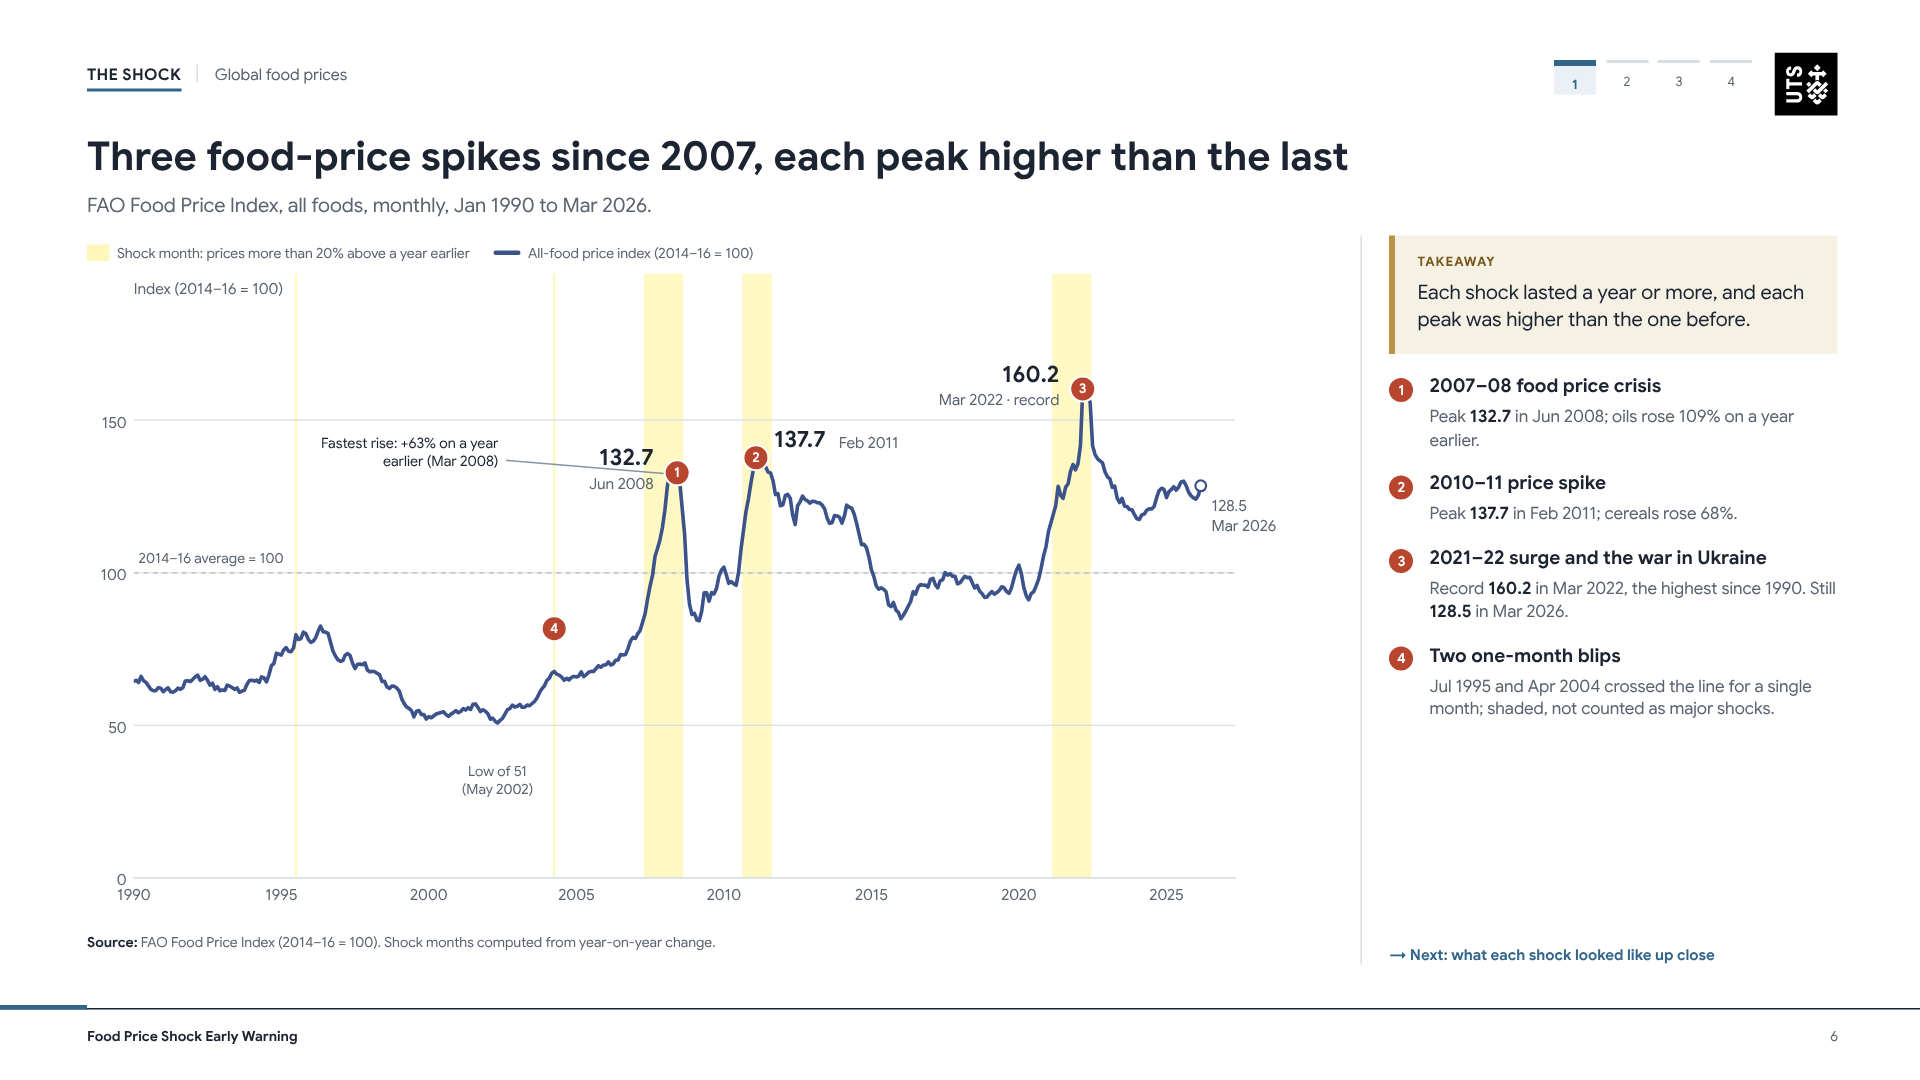 THE SHOCK
Global food prices
1
2
3
4
UTS
Three food-price spikes since 2007, each peak higher than the last
FAO Food Price Index, all foods, monthly, Jan 1990 to Mar 2026.
Shock month: prices more than 20% above a year earlier
All-food price index (2014–16 = 100)
Index (2014–16 = 100)
160.2
Mar 2022 · record
3
150
Fastest rise: +63% on a year
earlier (Mar 2008)
132.7
Jun 2008
1
2
137.7
Feb 2011
128.5
Mar 2026
2014–16 average = 100
100
4
50
Low of 51
(May 2002)
0
1990
1995
2000
2005
2010
2015
2020
2025
Source: FAO Food Price Index (2014–16 = 100). Shock months computed from year-on-year change.
TAKEAWAY
Each shock lasted a year or more, and each
peak was higher than the one before.
1
2007–08 food price crisis
Peak 132.7 in Jun 2008; oils rose 109% on a year
earlier.
2
2010–11 price spike
Peak 137.7 in Feb 2011; cereals rose 68%.
3
2021–22 surge and the war in Ukraine
Record 160.2 in Mar 2022, the highest since 1990. Still
128.5 in Mar 2026.
4
Two one-month blips
Jul 1995 and Apr 2004 crossed the line for a single
month; shaded, not counted as major shocks.
→ Next: what each shock looked like up close
Food Price Shock Early Warning
6